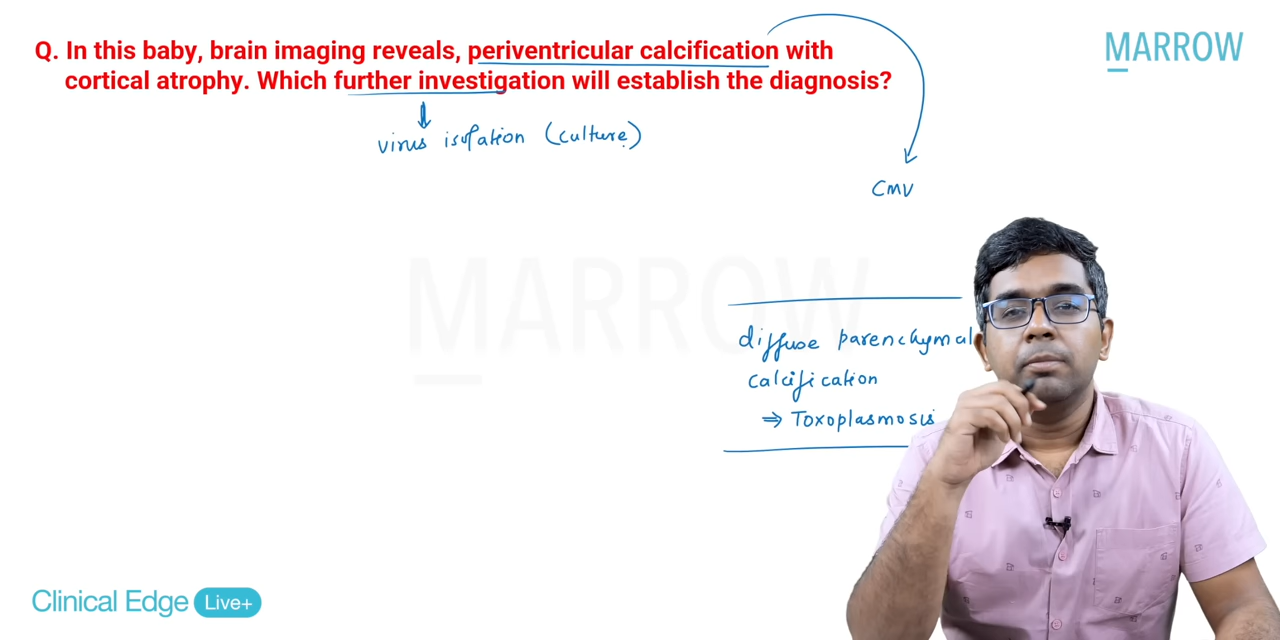 Q. In this baby, brain imaging reveals, periventricular calcification with
cortical atrophy. Which further investigation will establish the diagnosis?
MARROW
virus isolation (culture)
CMV
MARROW
diffuse parenchymal
calcification
⇒ Toxoplasmosis
Clinical Edge Live+